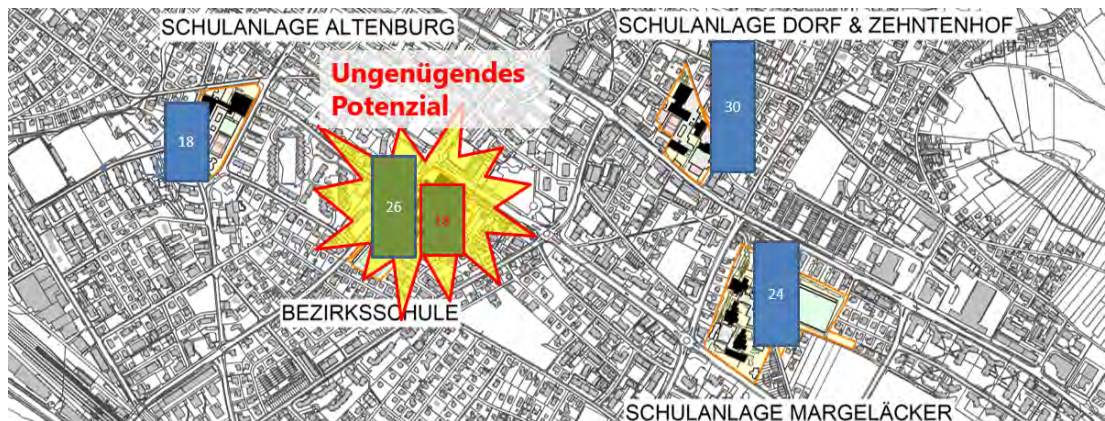 SCHULANLAGE ALTENBURG
SCHULANLAGE DORF & ZEHNTENHOF
Ungenügendes
Potenzial
30
18
26
18
24
BEZIRKSSCHULE
SCHULANLAGE MARGELÄCKER